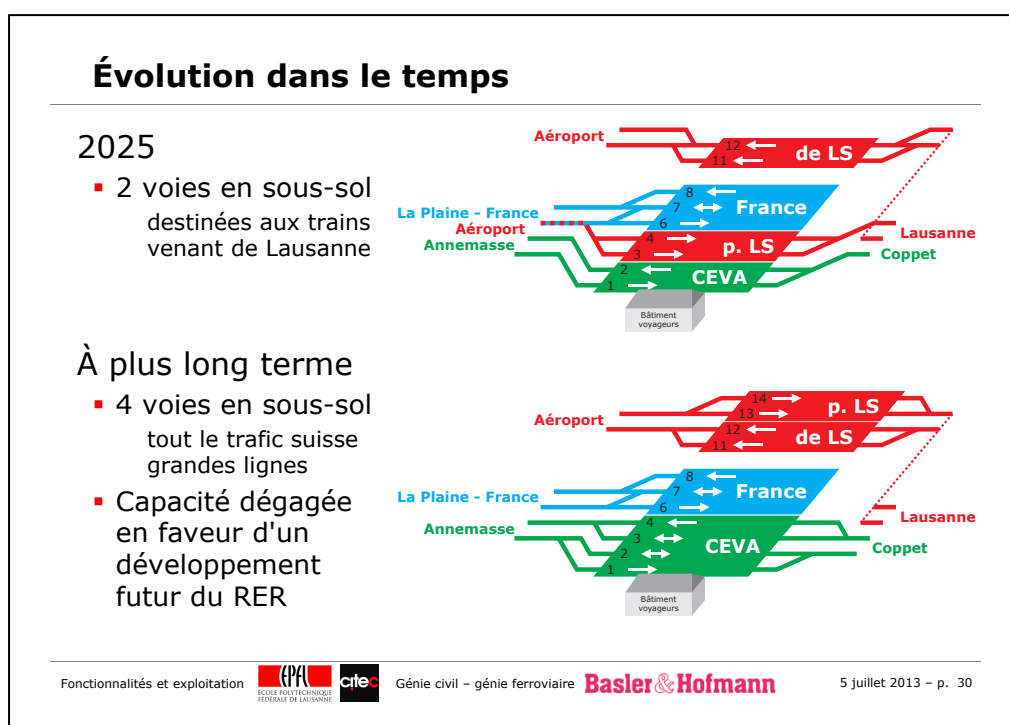 Évolution dans le temps
2025
2 voies en sous-sol
destinées aux trains
venant de Lausanne
Aéroport
12
11
de LS
La Plaine - France
8
7
6
France
Aéroport
4
3
p. LS
Lausanne
Annemasse
2
1
CEVA
Coppet
Bâtiment
voyageurs
À plus long terme
4 voies en sous-sol
tout le trafic suisse
grandes lignes
Capacité dégagée
en faveur d'un
développement
futur du RER
Aéroport
14
13
p. LS
12
11
de LS
La Plaine - France
8
7
6
France
Lausanne
Annemasse
4
3
2
1
CEVA
Coppet
Bâtiment
voyageurs
Fonctionnalités et exploitation
EPFL
ÉCOLE POLYTECHNIQUE
FÉDÉRALE DE LAUSANNE
citec
Génie civil – génie ferroviaire
Basler & Hofmann
5 juillet 2013 – p. 30